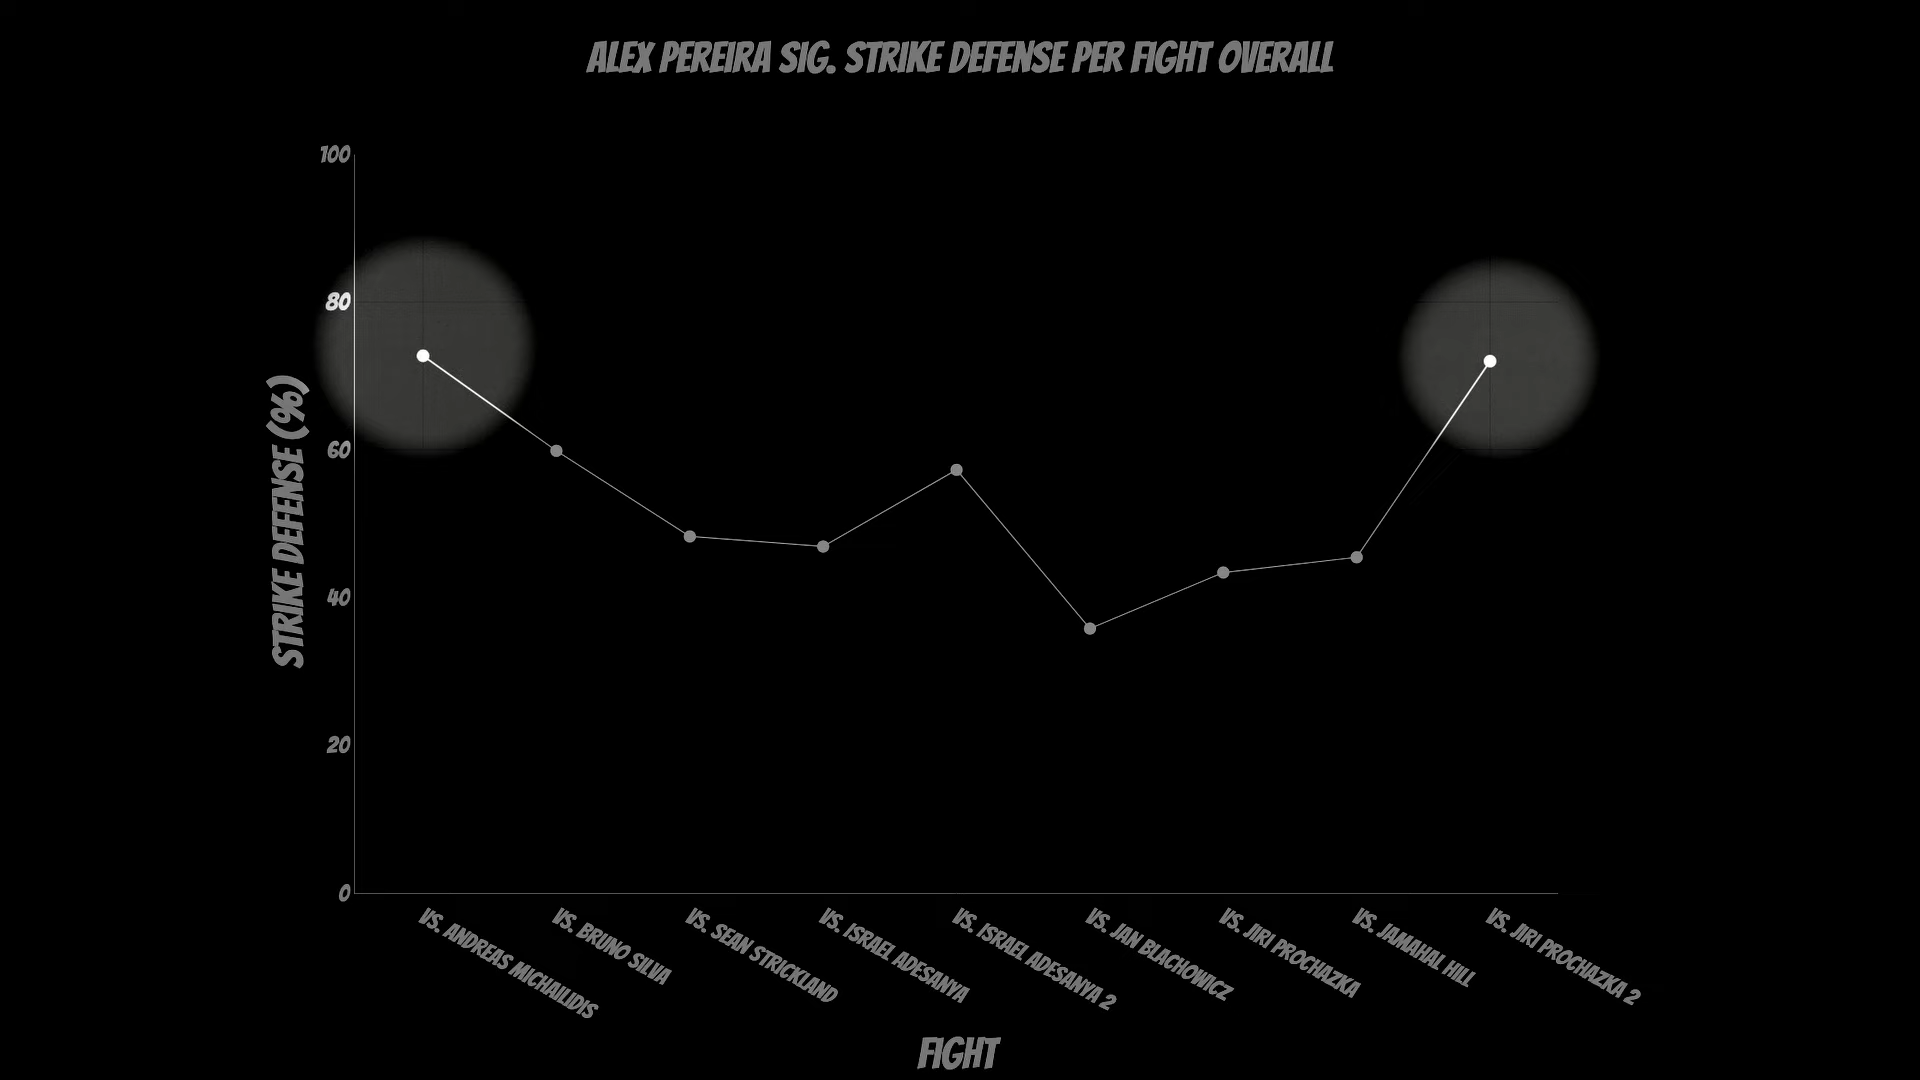 ALEX PEREIRA SIG. STRIKE DEFENSE PER FIGHT OVERALL
100
80
60
40
20
0
STRIKE DEFENSE (%)
VS. ANDREAS MICHAILIDIS
VS. BRUNO SILVA
VS. SEAN STRICKLAND
VS. ISRAEL ADESANYA
VS. ISRAEL ADESANYA 2
VS. JAN BLACHOWICZ
VS. JIRI PROCHAZKA
VS. JAMAHAL HILL
VS. JIRI PROCHAZKA 2
FIGHT